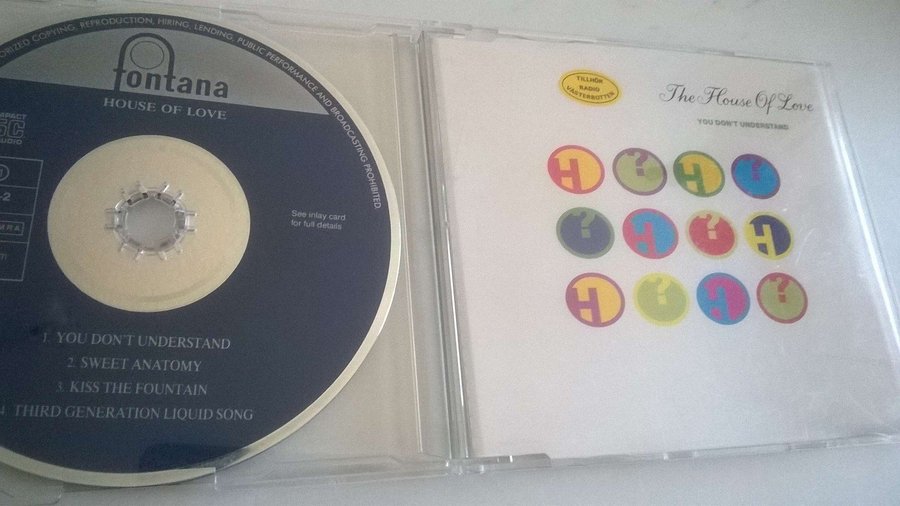 ORIZED COPYING, REPRODUCTION, HIRING, LENDING, PUBLIC PERFORMANCE AND BROADCASTING PROHIBITED.
fontana
HOUSE OF LOVE
See inlay card
for full details
1. YOU DON'T UNDERSTAND
2. SWEET ANATOMY
3. KISS THE FOUNTAIN
4. THIRD GENERATION LIQUID SONG
TILLHÖR
RADIO
VÄSTERBOTTEN
The House Of Love
YOU DON'T UNDERSTAND
H ? H ?
? H ? H
H ? H ?